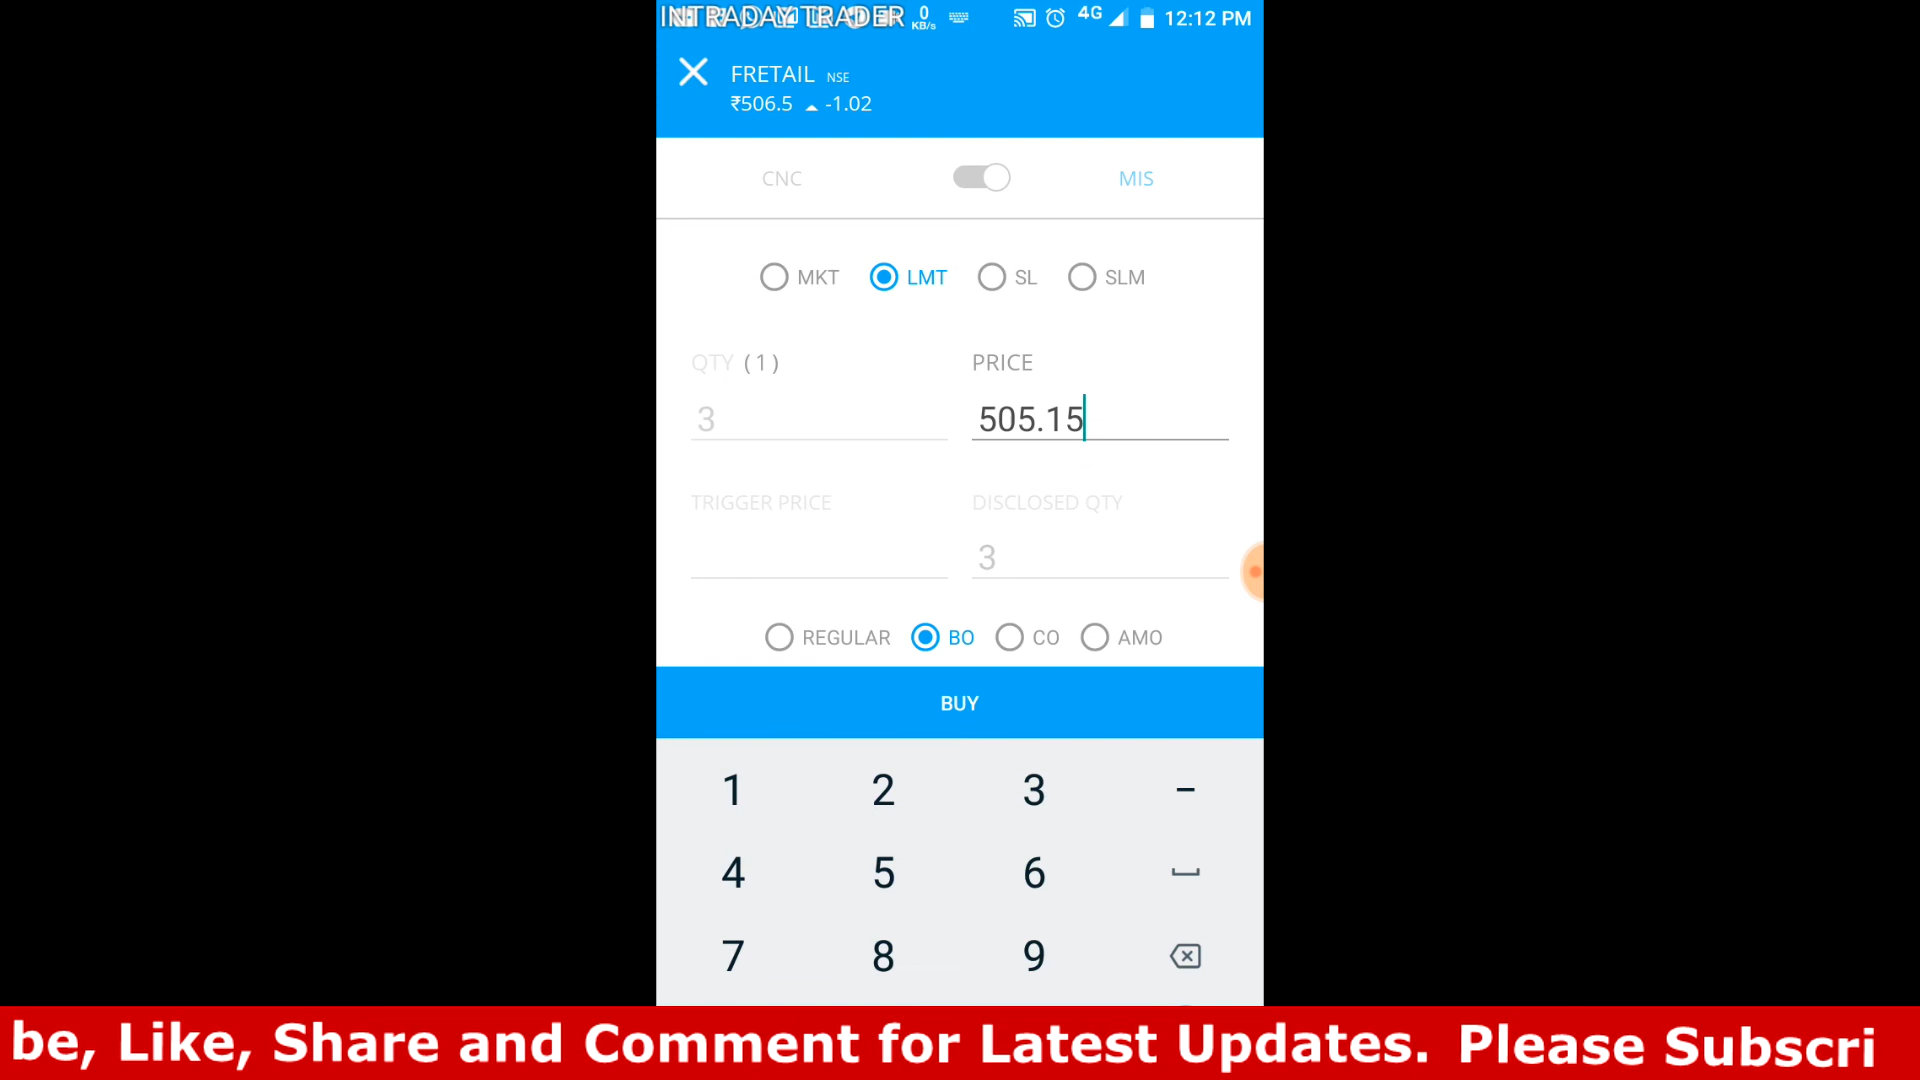 INTRADAY TRADER 0 KB/s 4G 12:12 PM
FRETAIL NSE
₹506.5 -1.02
CNC MIS
MKT LMT SL SLM
QTY (1) PRICE
3 505.15
TRIGGER PRICE DISCLOSED QTY
3
REGULAR BO CO AMO
BUY
1 2 3 -
4 5 6
7 8 9
be, Like, Share and Comment for Latest Updates. Please Subscri